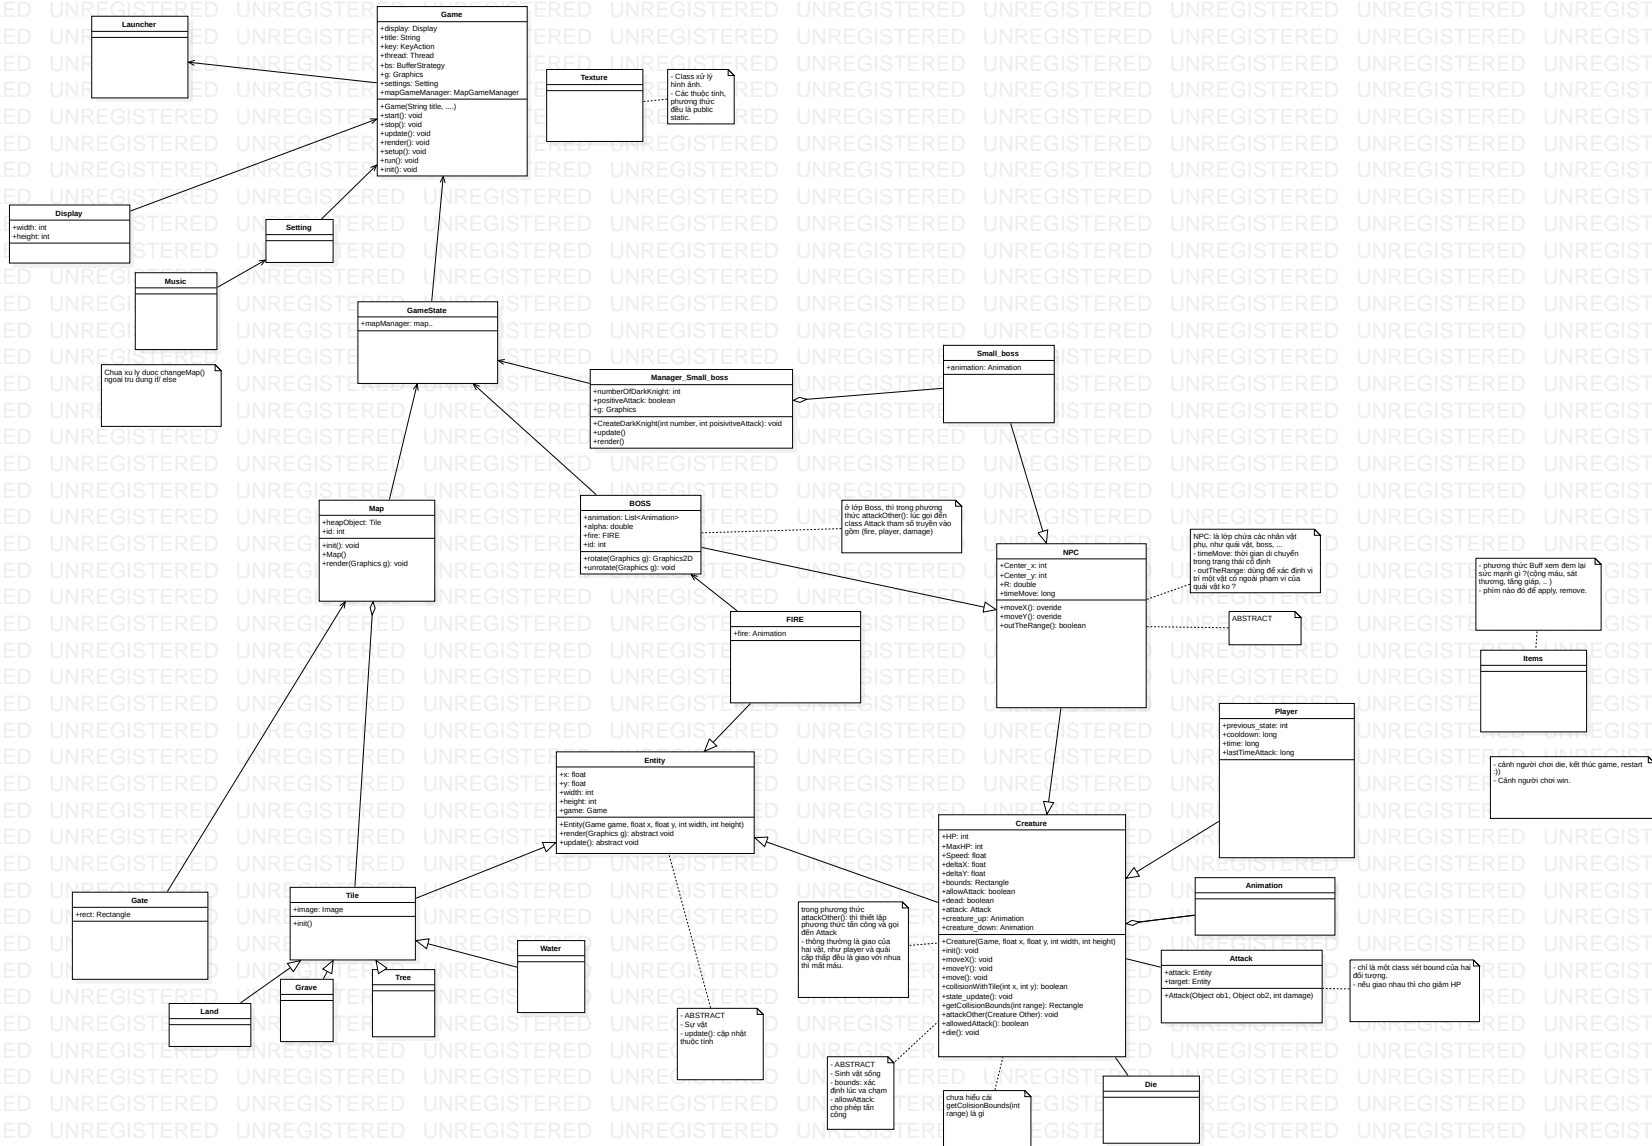 Launcher
Game
+display: Display
+title: String
+key: KeyAction
+thread: Thread
+bs: BufferStrategy
+g: Graphics
+settings: Setting
+mapGameManager: MapGameManager
+Game(String title, ....)
+start(): void
+stop(): void
+update(): void
+render(): void
+setup(): void
+run(): void
+init(): void
Texture
- Class xử lý
hình ảnh.
- Các thuộc tính,
phương thức
đều là public
static.
Display
+width: int
+height: int
Setting
Music
Chua xu ly duoc changeMap()
ngoai tru dung if/ else
GameState
+mapManager: map..
Manager_Small_boss
+numberOfDarkKnight: int
+positiveAttack: boolean
+g: Graphics
+CreateDarkKnight(int number, int poisivitveAttack): void
+update()
+render()
Small_boss
+animation: Animation
Map
+heapObject: Tile
+id: int
+init(): void
+Map()
+render(Graphics g): void
BOSS
+animation: List<Animation>
+alpha: double
+fire: FIRE
+id: int
+rotate(Graphics g): Graphics2D
+unrotate(Graphics g): void
ở lớp Boss, thì trong phương
thức attackOther(): lúc gọi đến
class Attack tham số truyền vào
gồm (fire, player, damage)
NPC
+Center_x: int
+Center_y: int
+R: double
+timeMove: long
+moveX(): overide
+moveY(): overide
+outTheRange(): boolean
NPC: là lớp chứa các nhân vật
phụ, như quái vật, boss, ...
- timeMove: thời gian di chuyển
trong trạng thái cố định
- outTheRange: dùng để xác định vị
trí một vật có ngoài phạm vi của
quái vật ko ?
ABSTRACT
- phương thức Buff xem đem lại
sức mạnh gì ?(cộng máu, sát
thương, tăng giáp, .. )
- phím nào đó để apply, remove.
Items
FIRE
+fire: Animation
Player
+previous_state: int
+cooldown: long
+time: long
+lastTimeAttack: long
- cảnh người chơi die, kết thúc game, restart
:))
- Cảnh người chơi win.
Entity
+x: float
+y: float
+width: int
+height: int
+game: Game
+Entity(Game game, float x, float y, int width, int height)
+render(Graphics g): abstract void
+update(): abstract void
Creature
+HP: int
+MaxHP: int
+Speed: float
+deltaX: float
+deltaY: float
+bounds: Rectangle
+allowAttack: boolean
+dead: boolean
+attack: Attack
+creature_up: Animation
+creature_down: Animation
+Creature(Game, float x, float y, int width, int height)
+init(): void
+moveX(): void
+moveY(): void
+move(): void
+collisionWithTile(int x, int y): boolean
+state_update(): void
+getCollisionBounds(int range): Rectangle
+attackOther(Creature Other): void
+allowedAttack(): boolean
+die(): void
Gate
+rect: Rectangle
Tile
+image: Image
+init()
Water
Land
Grave
Tree
trong phương thức
attackOther(): thì thiết lập
phương thức tấn công và gọi
đến Attack
- thông thường là giao của
hai vật, như player và quái
cấp thấp đều là giao với nhua
thì mất máu.
Animation
Attack
+attack: Entity
+target: Entity
+Attack(Object ob1, Object ob2, int damage)
- chỉ là một class xét bound của hai
đối tượng.
- nếu giao nhau thì cho giảm HP
- ABSTRACT
- Sự vật
- update(): cập nhật
thuộc tính
- ABSTRACT
- Sinh vật sống
- bounds: xác
định lúc va chạm
- allowAttack:
cho phép tấn
công
chưa hiểu cái
getColisionBounds(int
range) là gì
Die
UNREGISTERED